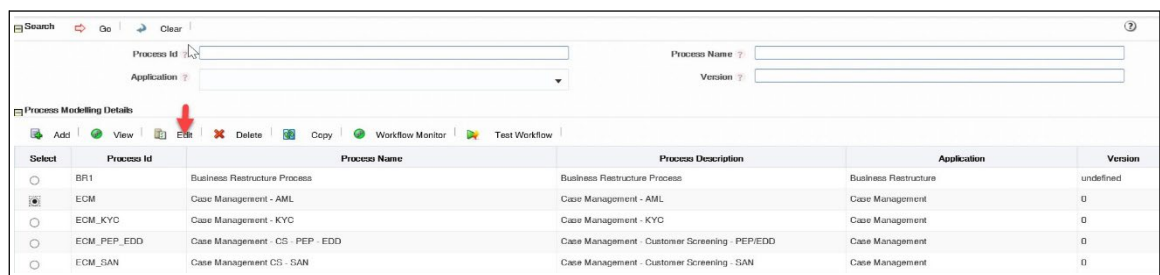 Search Go Clear ?
Process Id ? Process Name ?
Application ? Version ?
Process Modelling Details
Add View Edit Delete Copy Workflow Monitor Test Workflow
Select Process Id Process Name Process Description Application Version
BR1 Business Restructure Process Business Restructure Process Business Restructure undefined
ECM Case Management - AML Case Management - AML Case Management 0
ECM_KYC Case Management - KYC Case Management - KYC Case Management 0
ECM_PEP_EDD Case Management - CS - PEP - EDD Case Management - Customer Screening - PEP/EDD Case Management 0
ECM_SAN Case Management CS - SAN Case Management - Customer Screening - SAN Case Management 0